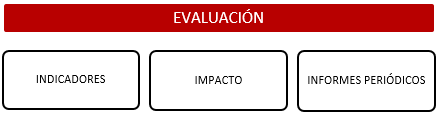 EVALUACIÓN
INDICADORES
IMPACTO
INFORMES PERIÓDICOS